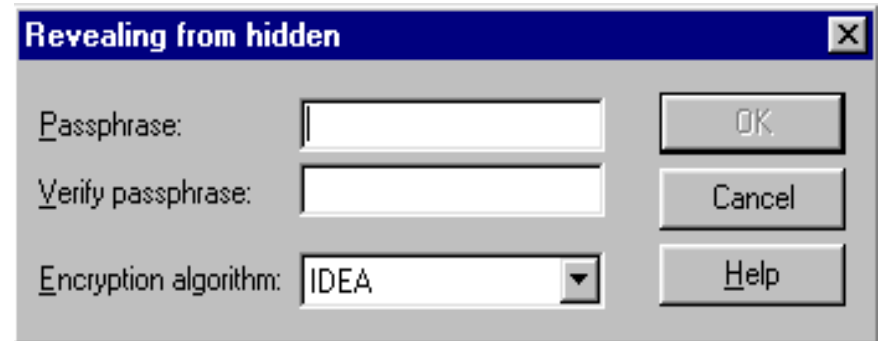 Revealing from hidden
Passphrase:
OK
Verify passphrase:
Cancel
Encryption algorithm: IDEA
Help